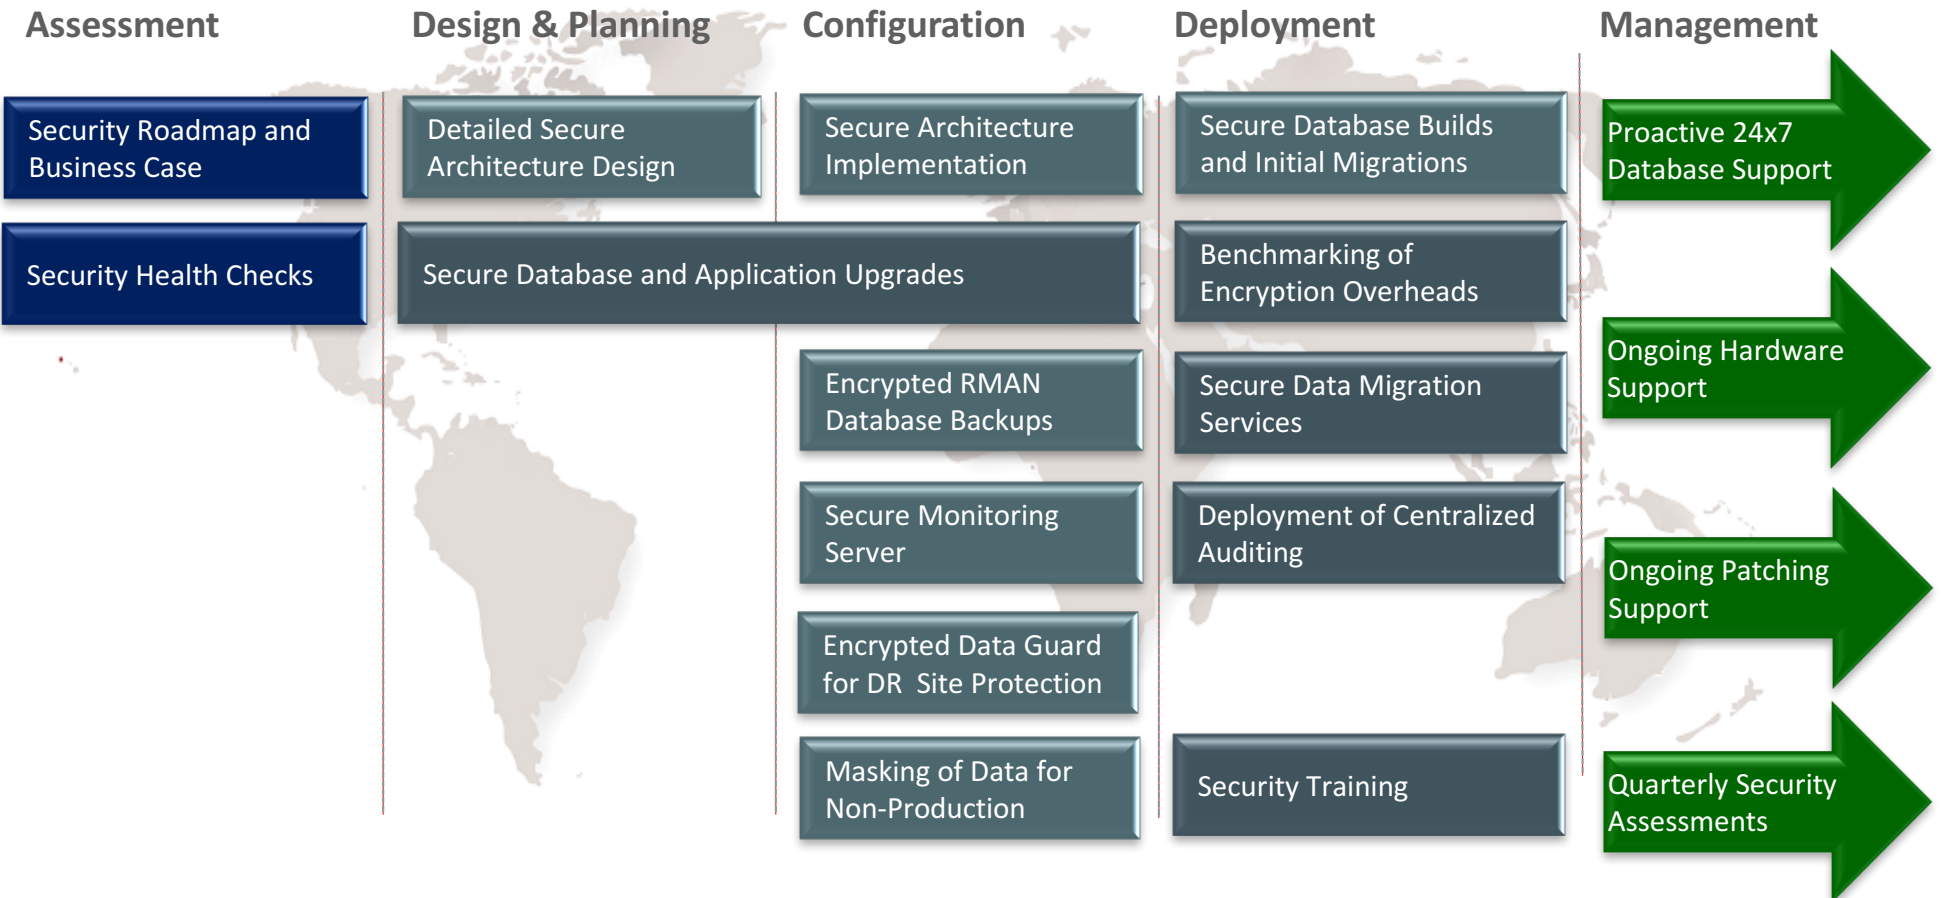 Assessment
Design & Planning
Configuration
Deployment
Management
Security Roadmap and
Business Case
Security Health Checks
Detailed Secure
Architecture Design
Secure Database and Application Upgrades
Secure Architecture
Implementation
Encrypted RMAN
Database Backups
Secure Monitoring
Server
Encrypted Data Guard
for DR  Site Protection
Masking of Data for
Non-Production
Secure Database Builds
and Initial Migrations
Benchmarking of
Encryption Overheads
Secure Data Migration
Services
Deployment of Centralized
Auditing
Security Training
Proactive 24x7
Database Support
Ongoing Hardware
Support
Ongoing Patching
Support
Quarterly Security
Assessments